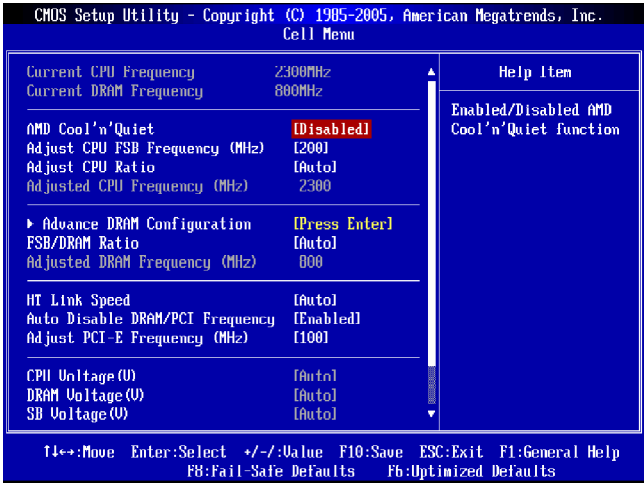 CMOS Setup Utility - Copyright (C) 1985-2005, American Megatrends, Inc.
Cell Menu
Current CPU Frequency 2300MHz
Current DRAM Frequency 800MHz
AMD Cool'n'Quiet [Disabled]
Adjust CPU FSB Frequency (MHz) [200]
Adjust CPU Ratio [Auto]
Adjusted CPU Frequency (MHz) 2300
Advance DRAM Configuration [Press Enter]
FSB/DRAM Ratio [Auto]
Adjusted DRAM Frequency (MHz) 800
HT Link Speed [Auto]
Auto Disable DRAM/PCI Frequency [Enabled]
Adjust PCI-E Frequency (MHz) [100]
CPU Voltage(V) [Auto]
DRAM Voltage(V) [Auto]
SB Voltage(V) [Auto]
Help Item
Enabled/Disabled AMD
Cool'n'Quiet function
↑↓←→:Move Enter:Select +/-/:Value F10:Save ESC:Exit F1:General Help
F8:Fail-Safe Defaults F6:Optimized Defaults